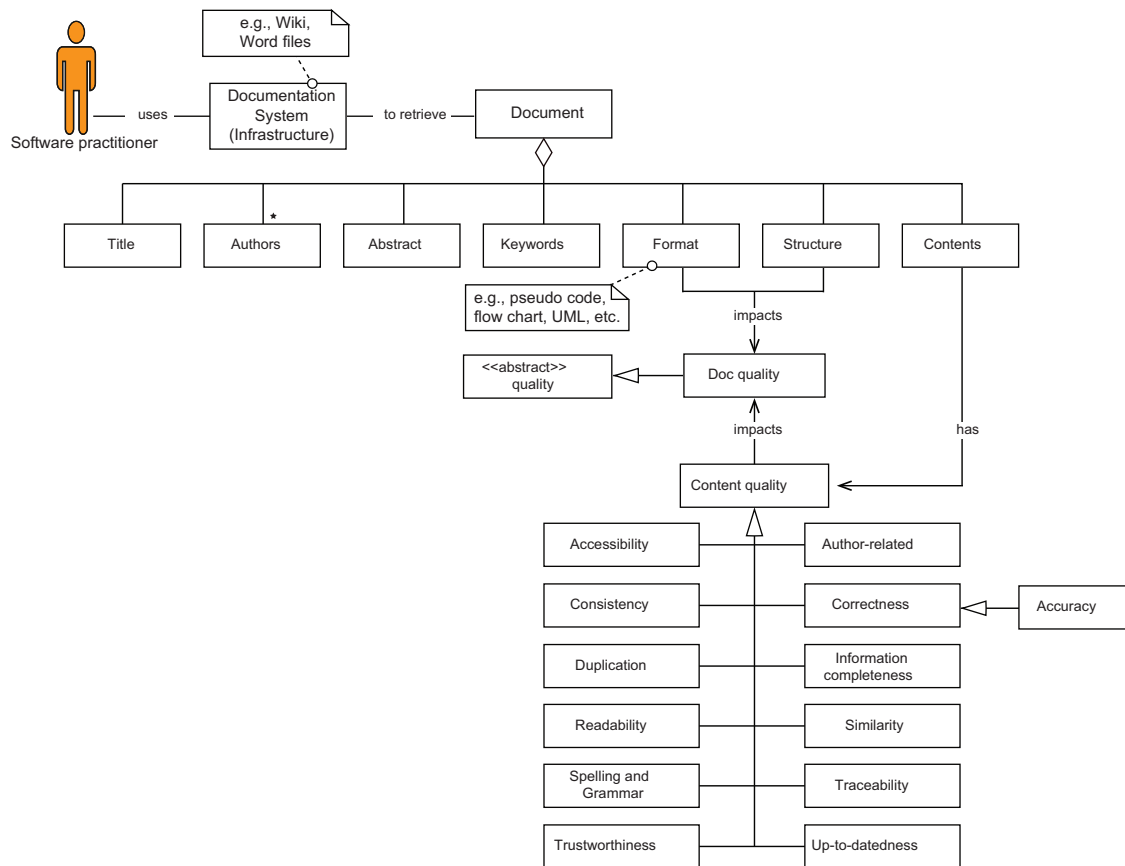 e.g., Wiki,
Word files
Documentation
System
(Infrastructure)
uses
to retrieve
Document
Software practitioner
*
Title
Authors
Abstract
Keywords
Format
Structure
Contents
e.g., pseudo code,
flow chart, UML, etc.
impacts
<<abstract>>
quality
Doc quality
impacts
has
Content quality
Accessibility
Author-related
Consistency
Correctness
Accuracy
Duplication
Information
completeness
Readability
Similarity
Spelling and
Grammar
Traceability
Trustworthiness
Up-to-datedness